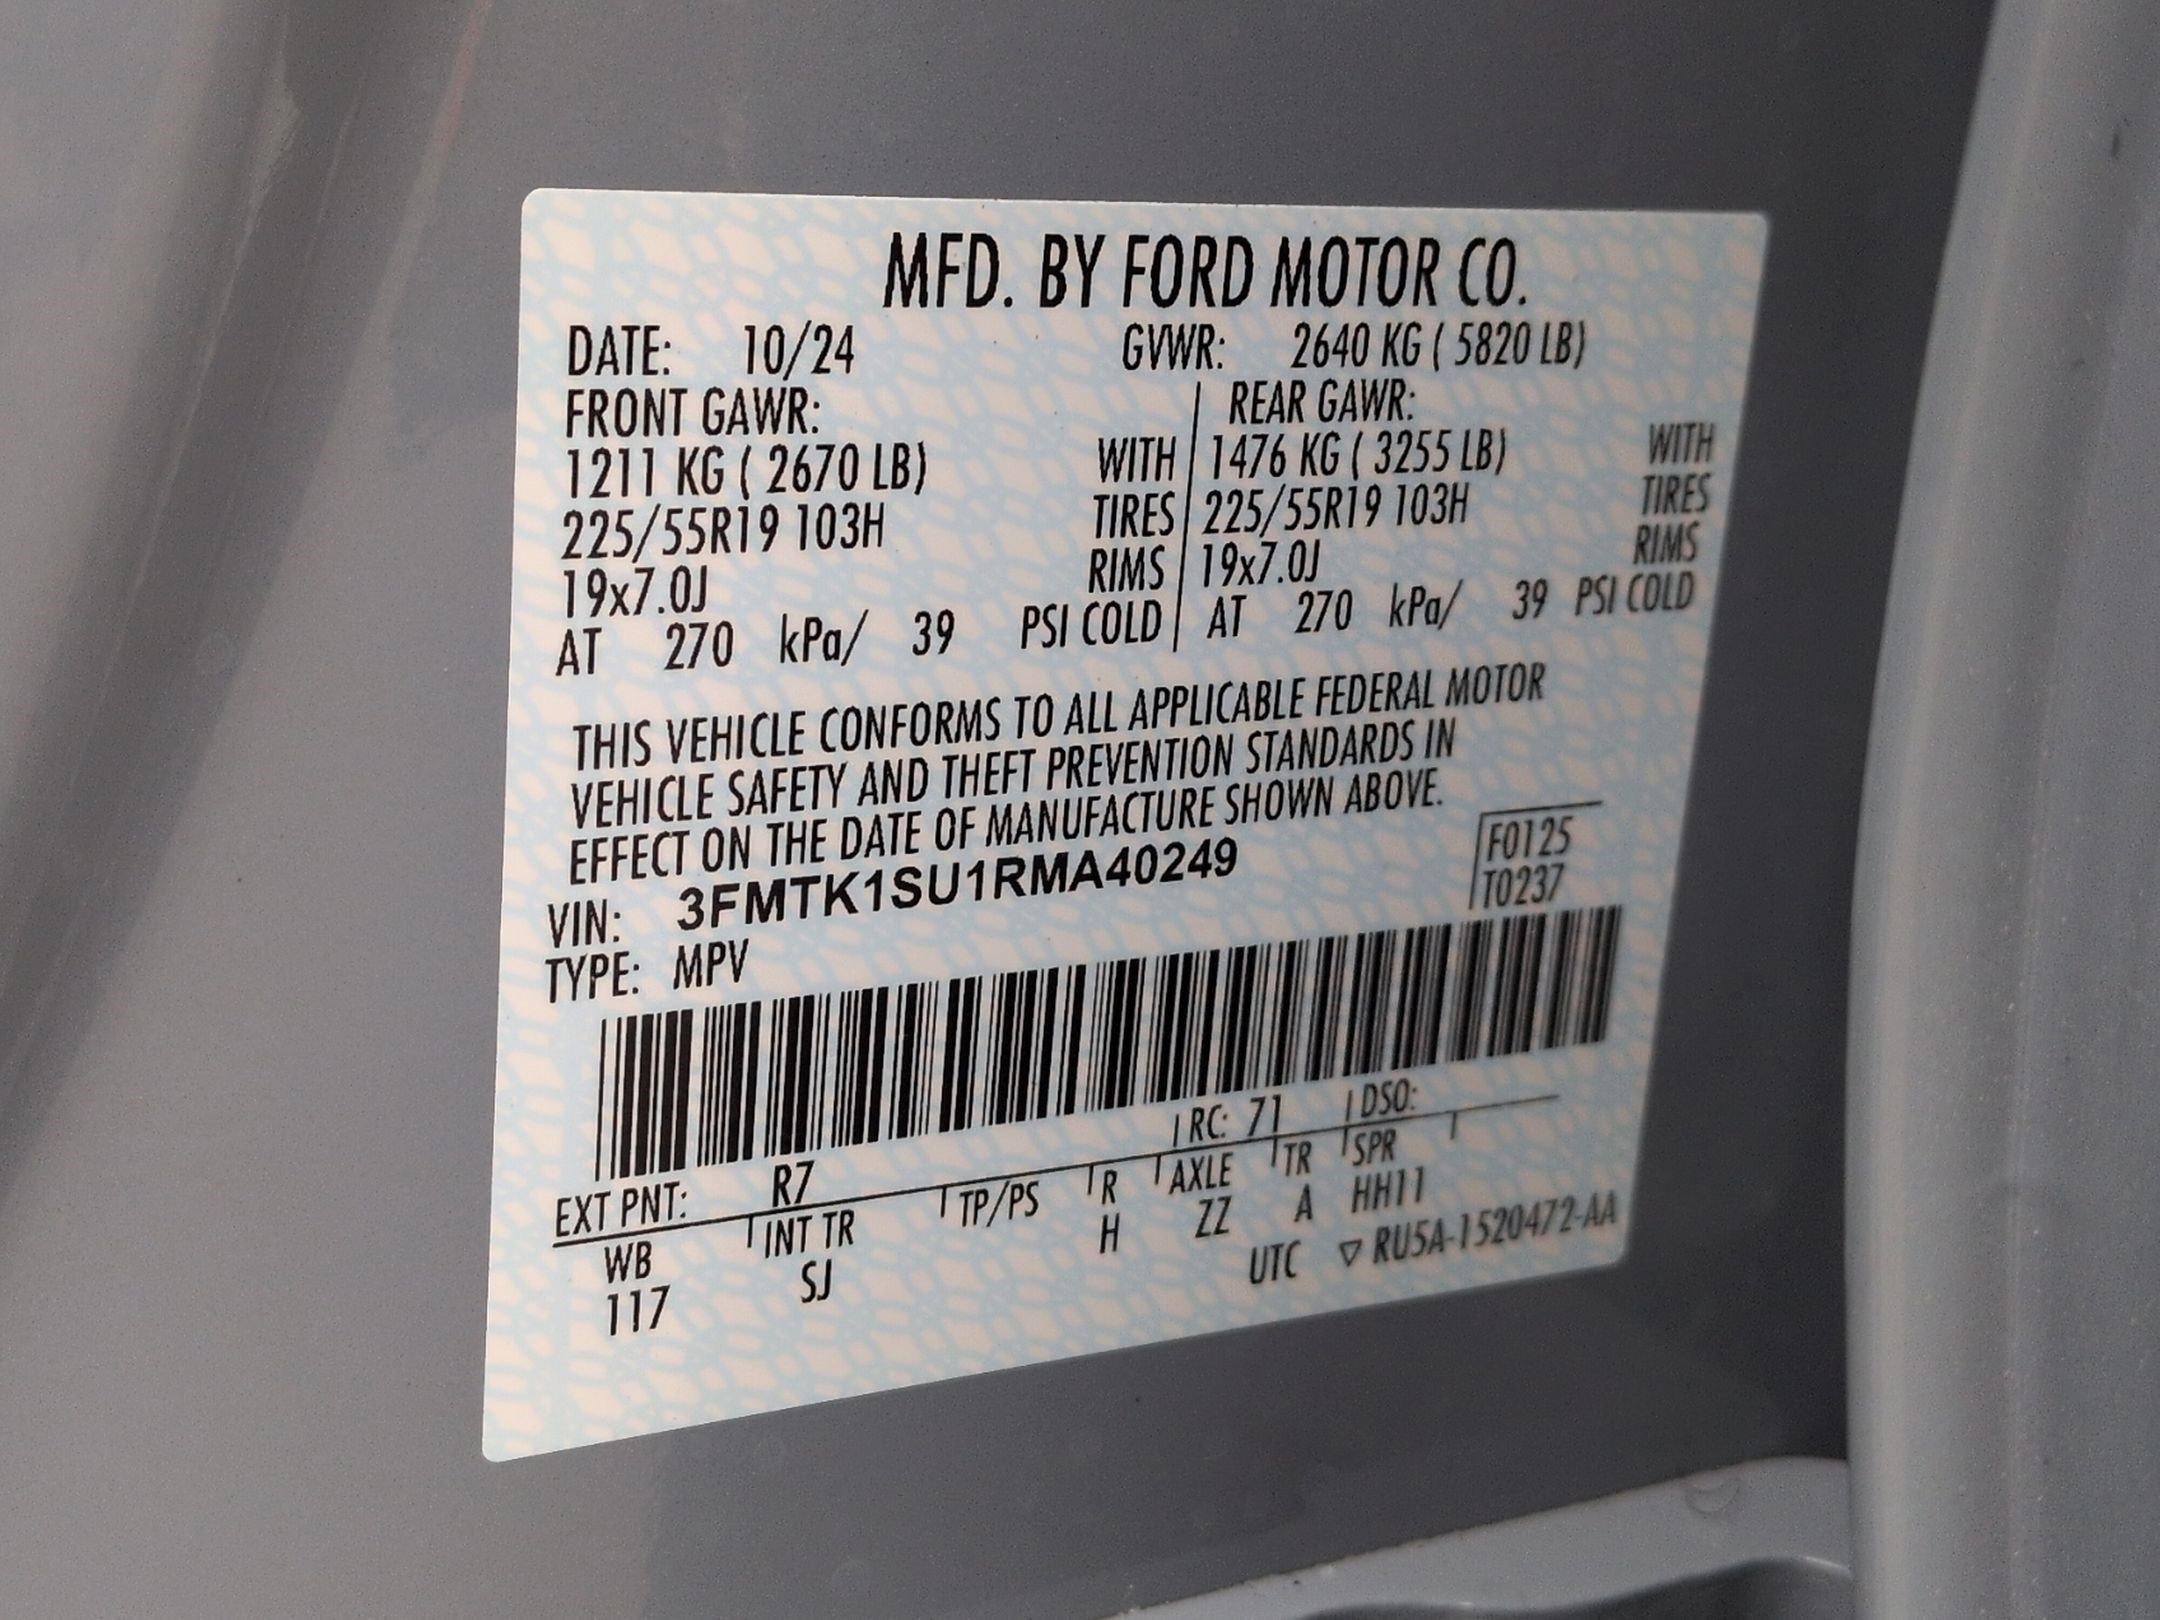 MFD. BY FORD MOTOR CO.
DATE: 10/24 GVWR: 2640 KG ( 5820 LB)
FRONT GAWR: REAR GAWR:
1211 KG ( 2670 LB) WITH 1476 KG ( 3255 LB) WITH
225/55R19 103H TIRES 225/55R19 103H TIRES
19x7.0J RIMS 19x7.0J RIMS
AT 270 kPa/ 39 PSI COLD AT 270 kPa/ 39 PSI COLD
THIS VEHICLE CONFORMS TO ALL APPLICABLE FEDERAL MOTOR
VEHICLE SAFETY AND THEFT PREVENTION STANDARDS IN
EFFECT ON THE DATE OF MANUFACTURE SHOWN ABOVE.
VIN: 3FMTK1SU1RMA40249 F0125
TYPE: MPV T0237
EXT PNT: R7 RC: 71 DSO:
WB INT TR TP/PS R AXLE TR SPR
117 SJ H ZZ A HH11
UTC ▽ RU5A-1520472-AA